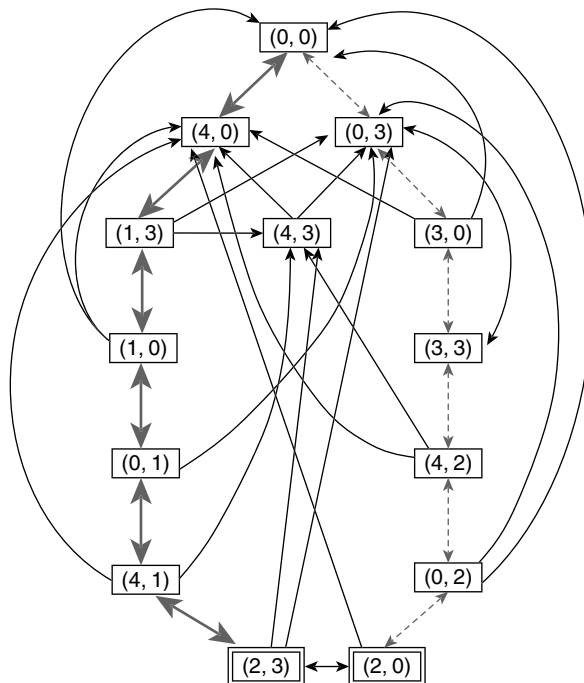 (0, 0)
(4, 0) (0, 3)
(1, 3) (4, 3) (3, 0)
(1, 0) (3, 3)
(0, 1) (4, 2)
(4, 1) (0, 2)
(2, 3) (2, 0)